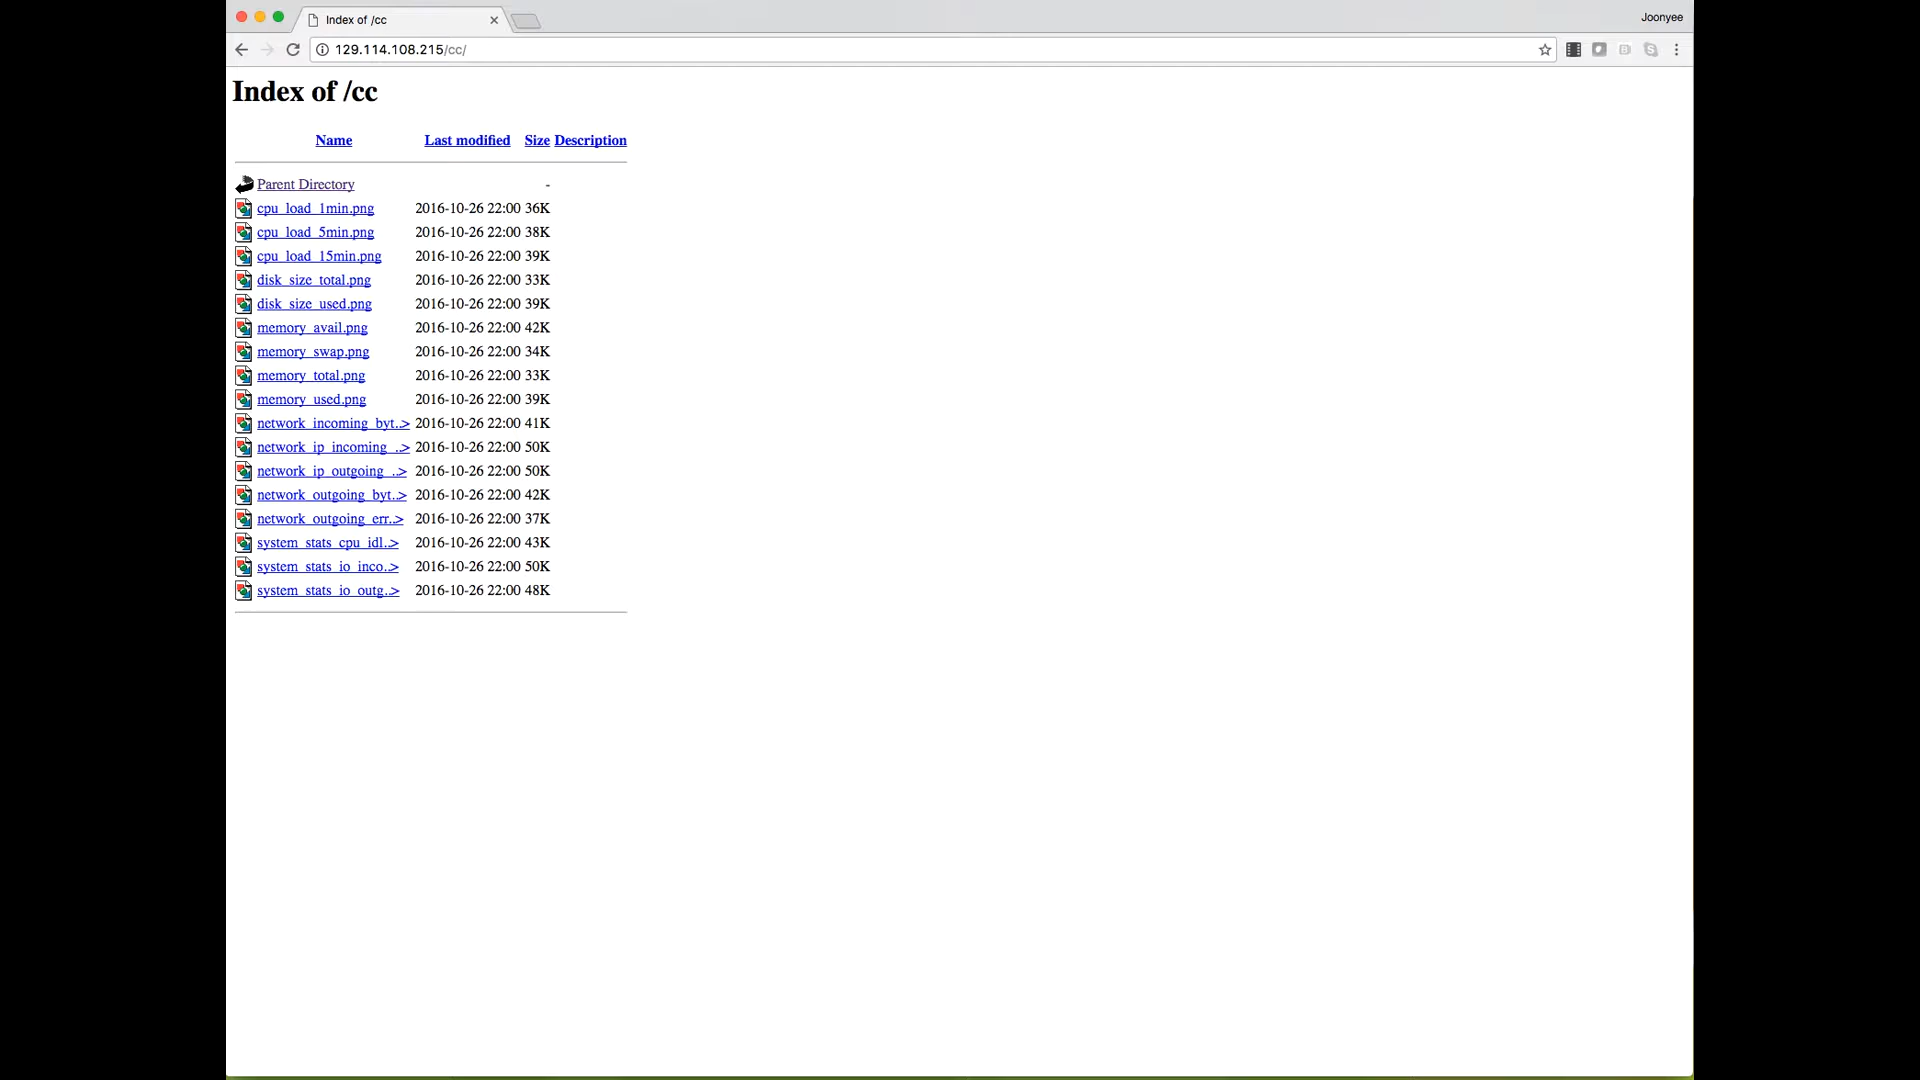 Index of /cc
Joonyee
129.114.108.215/cc/
Index of /cc
Name Last modified Size Description
Parent Directory -
cpu_load_1min.png 2016-10-26 22:00 36K
cpu_load_5min.png 2016-10-26 22:00 38K
cpu_load_15min.png 2016-10-26 22:00 39K
disk_size_total.png 2016-10-26 22:00 33K
disk_size_used.png 2016-10-26 22:00 39K
memory_avail.png 2016-10-26 22:00 42K
memory_swap.png 2016-10-26 22:00 34K
memory_total.png 2016-10-26 22:00 33K
memory_used.png 2016-10-26 22:00 39K
network_incoming_byt..> 2016-10-26 22:00 41K
network_ip_incoming_..> 2016-10-26 22:00 50K
network_ip_outgoing_..> 2016-10-26 22:00 50K
network_outgoing_byt..> 2016-10-26 22:00 42K
network_outgoing_err..> 2016-10-26 22:00 37K
system_stats_cpu_idl..> 2016-10-26 22:00 43K
system_stats_io_inco..> 2016-10-26 22:00 50K
system_stats_io_outg..> 2016-10-26 22:00 48K